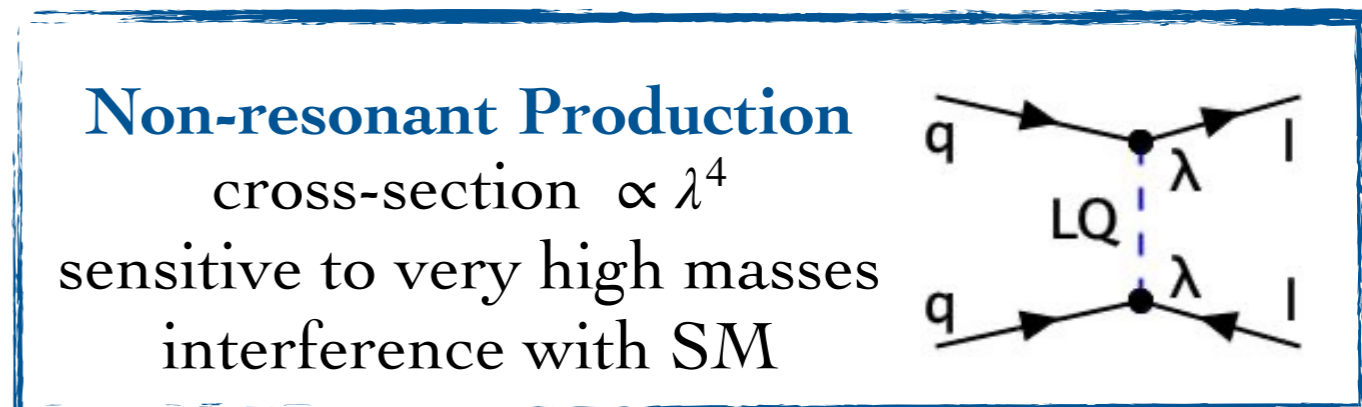 Non-resonant Production
cross-section ∝ λ⁴
sensitive to very high masses
interference with SM
q l
λ
LQ
λ
q l